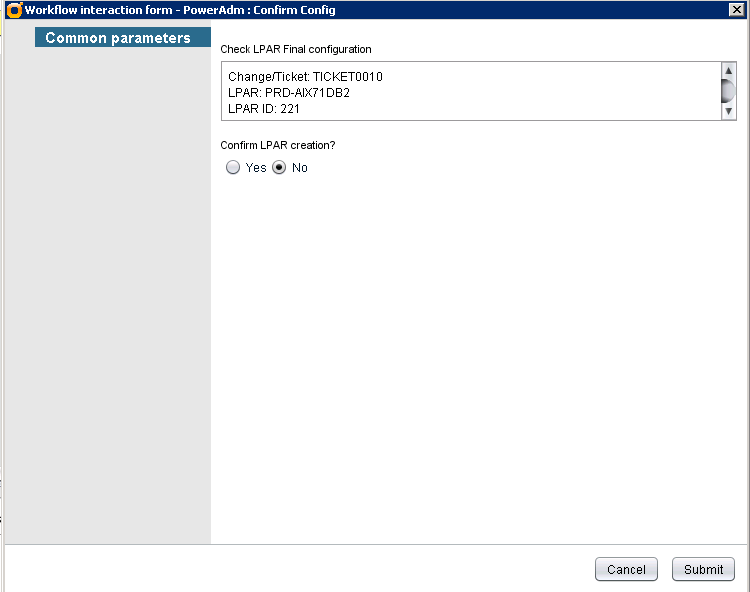 Workflow interaction form - PowerAdm : Confirm Config
Common parameters
Check LPAR Final configuration
Change/Ticket: TICKET0010
LPAR: PRD-AIX71DB2
LPAR ID: 221
Confirm LPAR creation?
Yes No
Cancel Submit